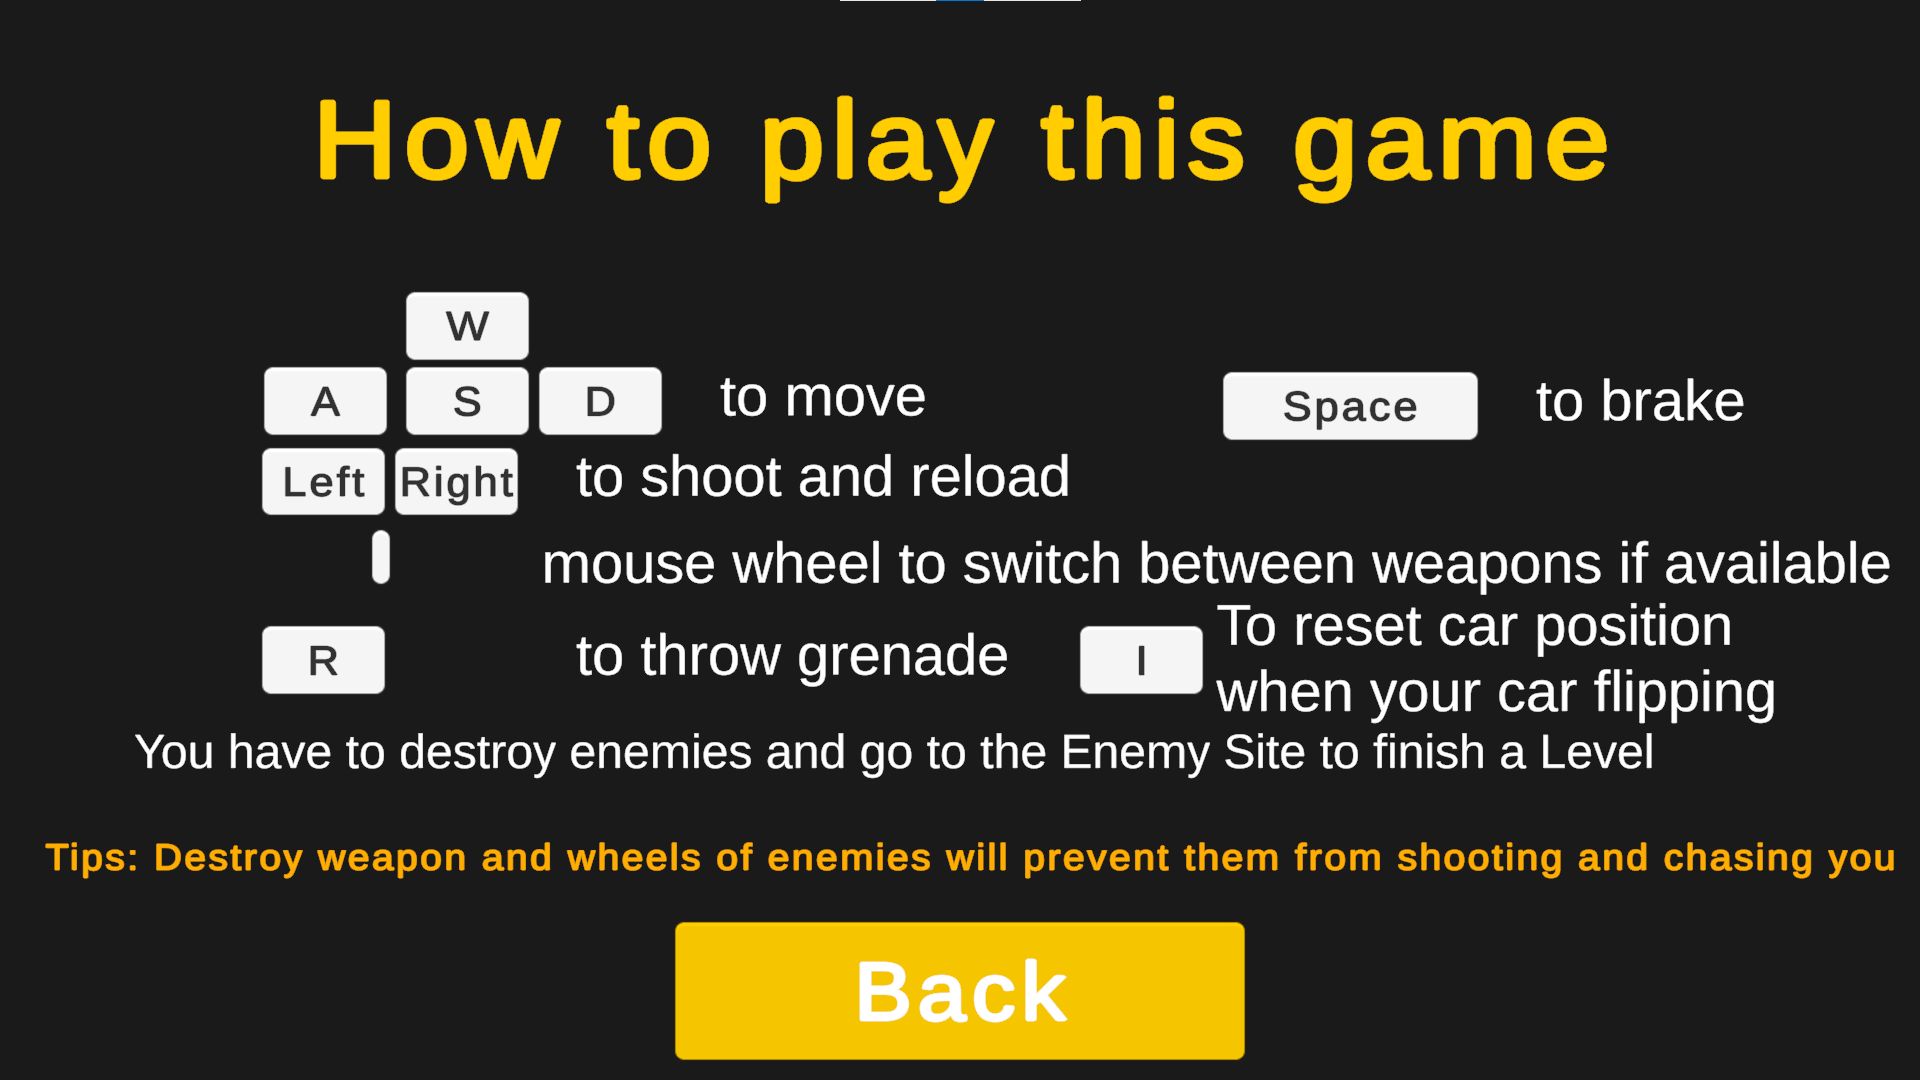 How to play this game
W
A S D to move Space to brake
Left Right to shoot and reload
mouse wheel to switch between weapons if available
R to throw grenade I To reset car position
when your car flipping
You have to destroy enemies and go to the Enemy Site to finish a Level
Tips: Destroy weapon and wheels of enemies will prevent them from shooting and chasing you
Back